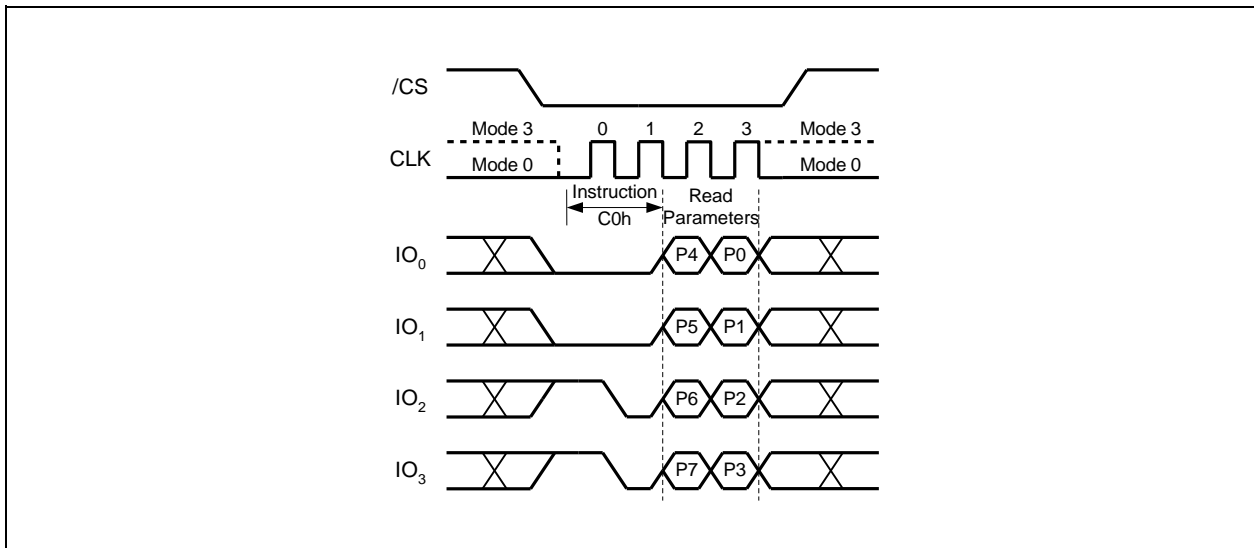 /CS
Mode 3 0 1 2 3 Mode 3
CLK Mode 0 Mode 0
Instruction Read
C0h Parameters
IO0 P4 P0
IO1 P5 P1
IO2 P6 P2
IO3 P7 P3